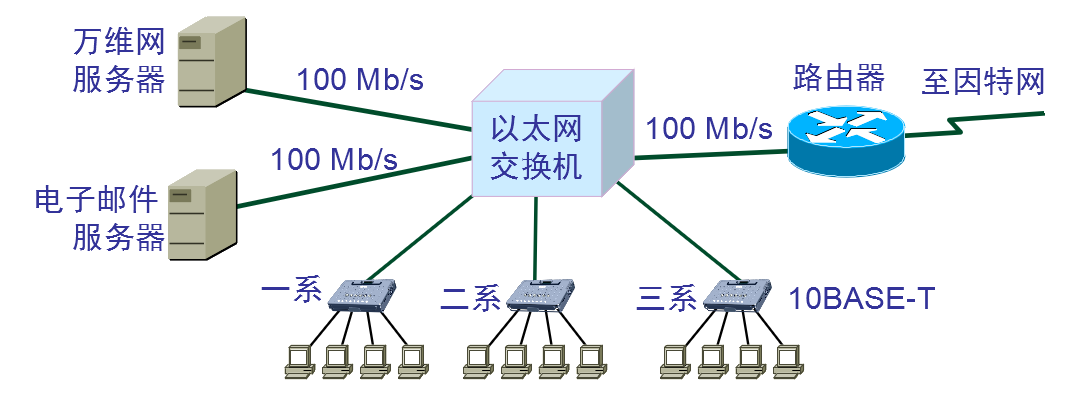 万维网
服务器
100 Mb/s
以太网
交换机
100 Mb/s
路由器
至因特网
100 Mb/s
电子邮件
服务器
一系
二系
三系
10BASE-T